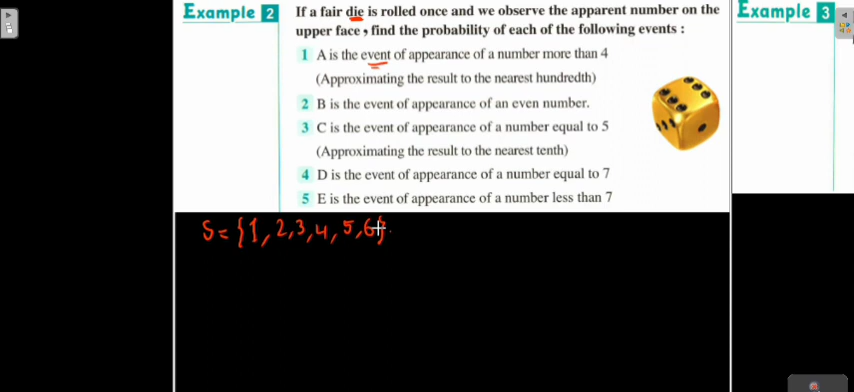 Example 2
If a fair die is rolled once and we observe the apparent number on the
upper face , find the probability of each of the following events :
1 A is the event of appearance of a number more than 4
(Approximating the result to the nearest hundredth)
2 B is the event of appearance of an even number.
3 C is the event of appearance of a number equal to 5
(Approximating the result to the nearest tenth)
4 D is the event of appearance of a number equal to 7
5 E is the event of appearance of a number less than 7
S = {1, 2, 3, 4, 5, 6}
Example 3